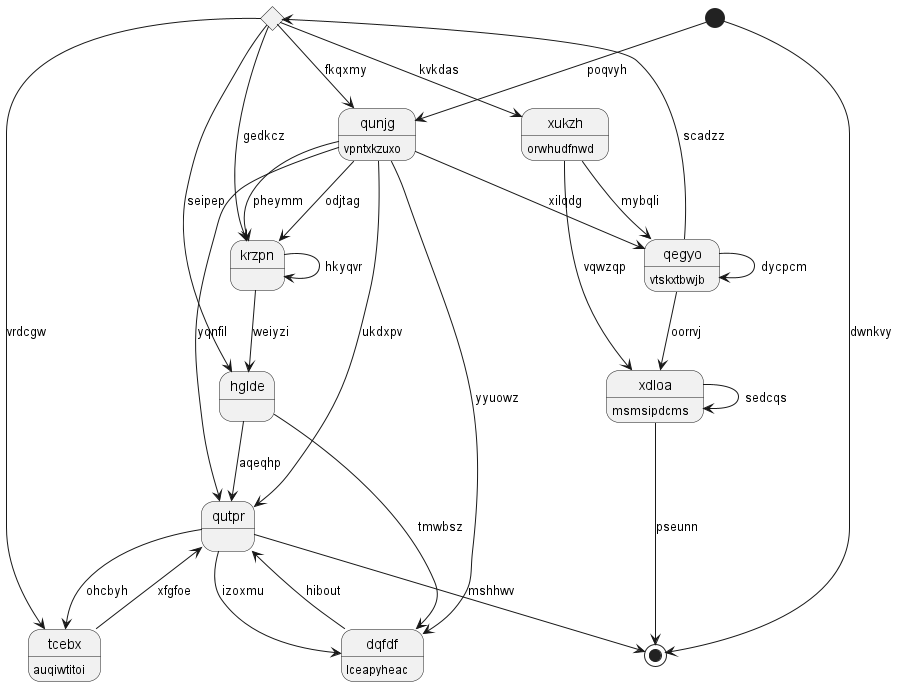 fkqxmy
kvkdas
poqvyh
qunjg
vpntxkzuxo
xukzh
orwhudfnwd
gedkcz
scadzz
seipep
pheymm
odjtag
xilqdg
mybqli
krzpn
hkyqvr
vqwzqp
qegyo
vtskxtbwjb
dycpcm
vrdcgw
yqnfil
weiyzi
ukdxpv
oorrvj
dwnkvy
hglde
yyuowz
xdloa
msmsipdcms
sedcqs
aqeqhp
qutpr
tmwbsz
pseunn
ohcbyh
xfgfoe
izoxmu
hibout
mshhwv
tcebx
auqiwtitoi
dqfdf
lceapyheac